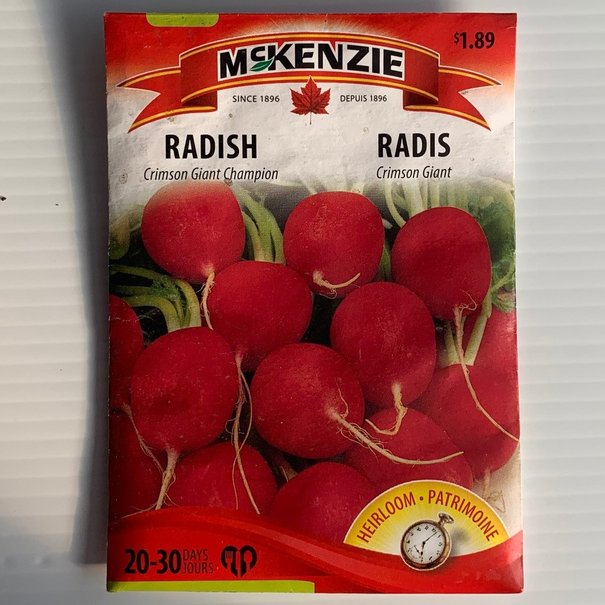 $1.89
McKENZIE
SINCE 1896 DEPUIS 1896
RADISH RADIS
Crimson Giant Champion Crimson Giant
HEIRLOOM • PATRIMOINE
20-30 DAYS
JOURS